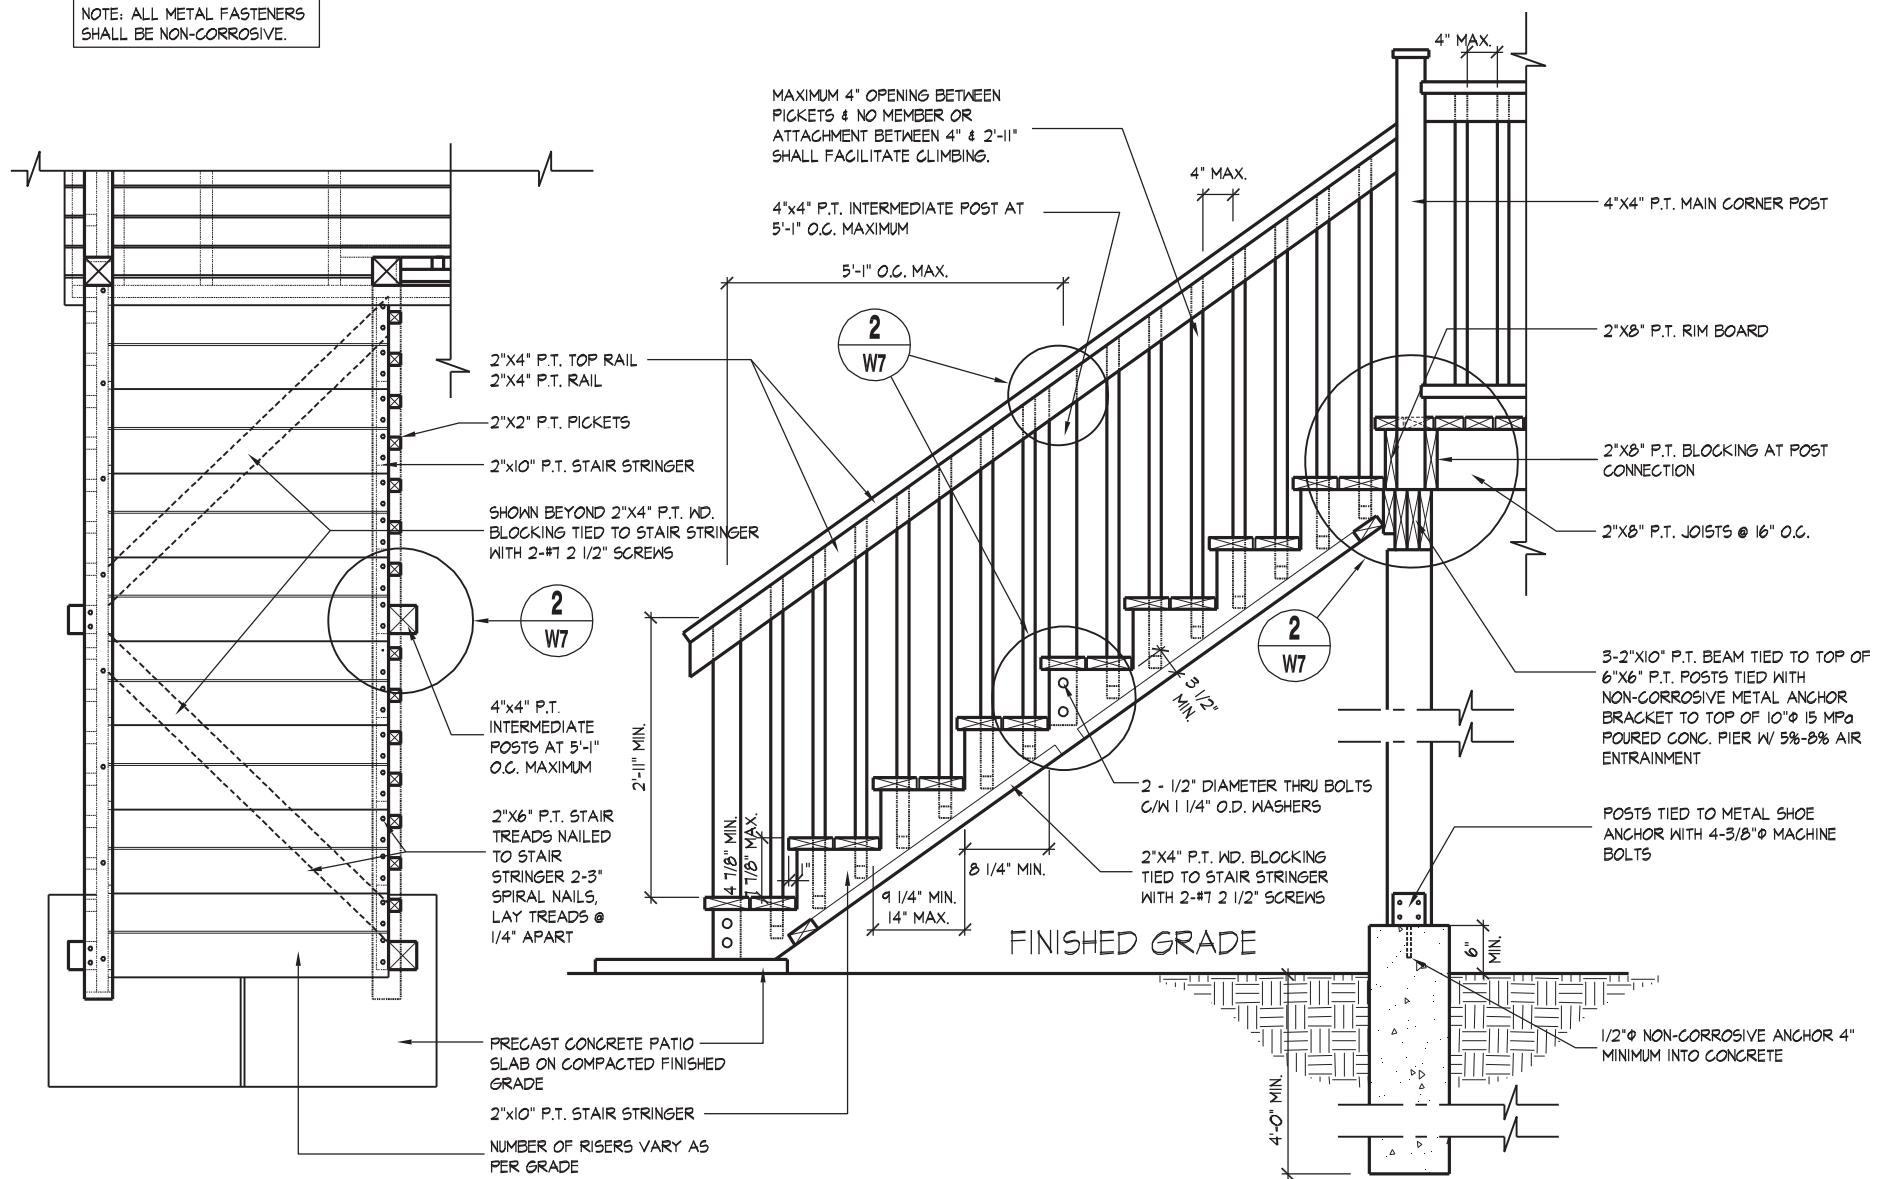 NOTE: ALL METAL FASTENERS
SHALL BE NON-CORROSIVE.
4" MAX.
MAXIMUM 4" OPENING BETWEEN
PICKETS & NO MEMBER OR
ATTACHMENT BETWEEN 4" & 2'-11"
SHALL FACILITATE CLIMBING.
4" MAX.
4"x4" P.T. INTERMEDIATE POST AT
5'-1" O.C. MAXIMUM
5'-1" O.C. MAX.
4"X4" P.T. MAIN CORNER POST
2
W7
2"X8" P.T. RIM BOARD
2"X4" P.T. TOP RAIL
2"X4" P.T. RAIL
2"X2" P.T. PICKETS
2"x10" P.T. STAIR STRINGER
SHOWN BEYOND 2"X4" P.T. WD.
BLOCKING TIED TO STAIR STRINGER
WITH 2-#7 2 1/2" SCREWS
2"X8" P.T. BLOCKING AT POST
CONNECTION
2"X8" P.T. JOISTS @ 16" O.C.
2
W7
2
W7
3-2"X10" P.T. BEAM TIED TO TOP OF
6"X6" P.T. POSTS TIED WITH
NON-CORROSIVE METAL ANCHOR
BRACKET TO TOP OF 10"Φ 15 MPa
POURED CONC. PIER W/ 5%-8% AIR
ENTRAINMENT
4"x4" P.T.
INTERMEDIATE
POSTS AT 5'-1"
O.C. MAXIMUM
2'-11" MIN.
3 1/2"
MIN.
2 - 1/2" DIAMETER THRU BOLTS
C/W 1 1/4" O.D. WASHERS
2"X6" P.T. STAIR
TREADS NAILED
TO STAIR
STRINGER 2-3"
SPIRAL NAILS,
LAY TREADS @
1/4" APART
4 7/8" MIN.
7 7/8" MAX.
1"
8 1/4" MIN.
9 1/4" MIN.
14" MAX.
2"X4" P.T. WD. BLOCKING
TIED TO STAIR STRINGER
WITH 2-#7 2 1/2" SCREWS
POSTS TIED TO METAL SHOE
ANCHOR WITH 4-3/8"Φ MACHINE
BOLTS
FINISHED GRADE
6"
MIN.
PRECAST CONCRETE PATIO
SLAB ON COMPACTED FINISHED
GRADE
2"x10" P.T. STAIR STRINGER
NUMBER OF RISERS VARY AS
PER GRADE
4'-0" MIN.
1/2"Φ NON-CORROSIVE ANCHOR 4"
MINIMUM INTO CONCRETE